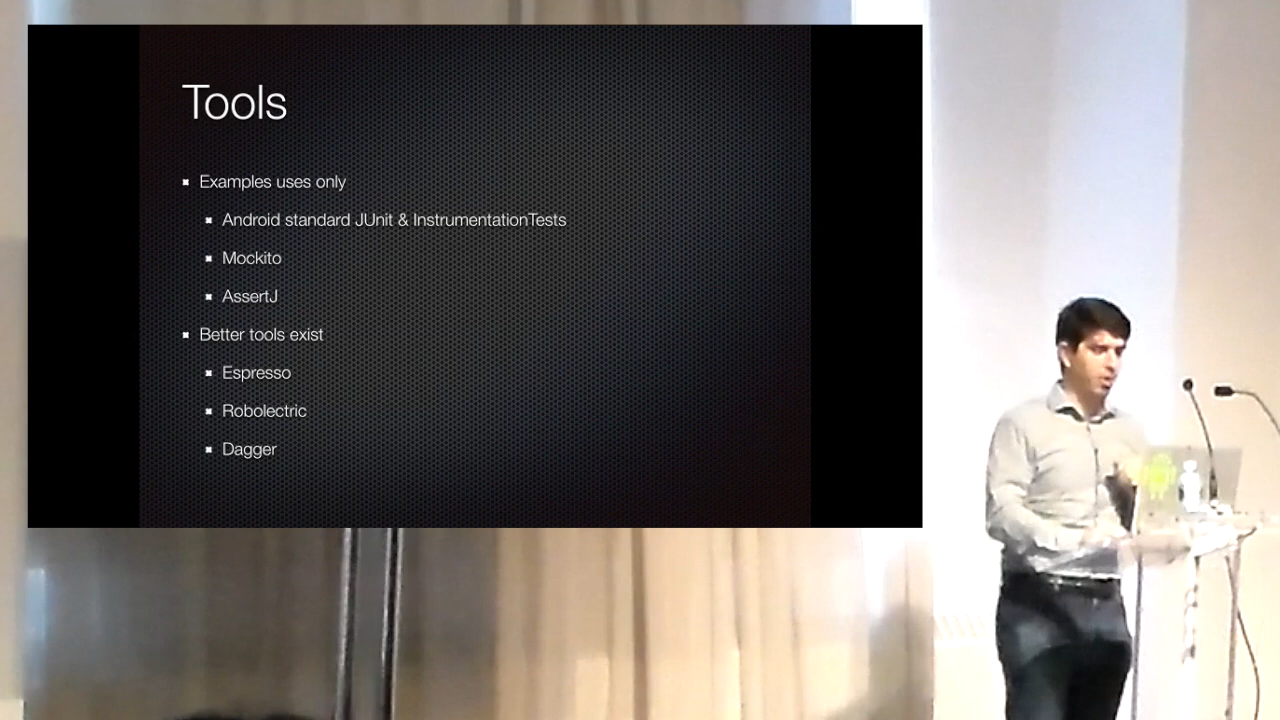 Tools
Examples uses only
Android standard JUnit & InstrumentationTests
Mockito
AssertJ
Better tools exist
Espresso
Robolectric
Dagger